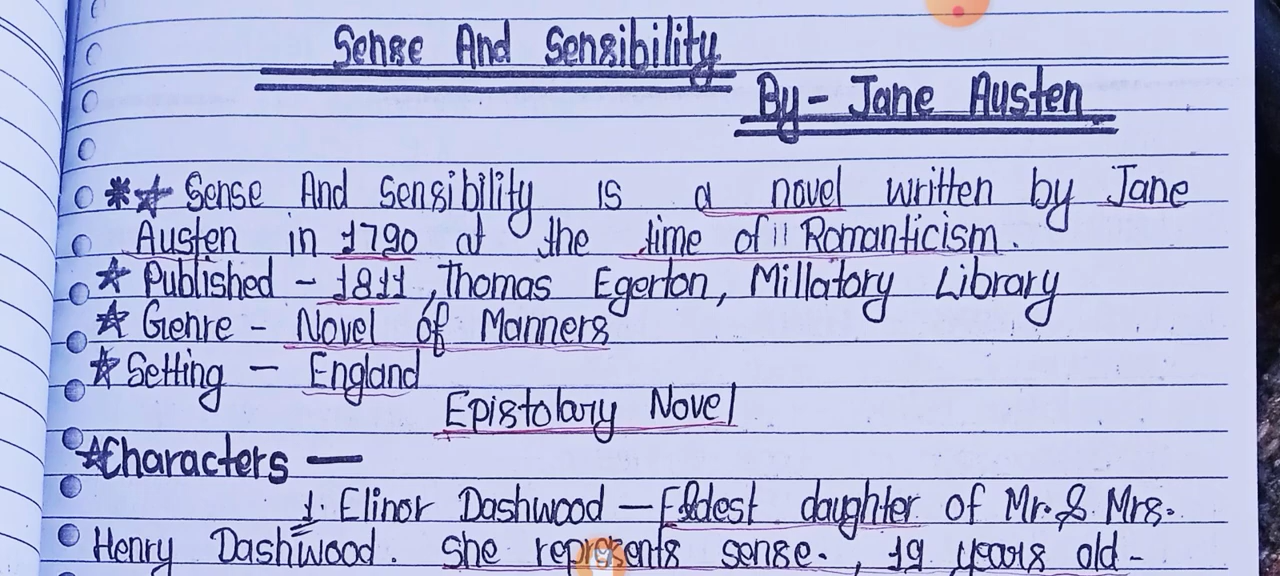 Sense And Sensibility
By- Jane Austen
*☆ Sense And Sensibility is a novel written by Jane
Austen in 1790 at the time of " Romanticism.
☆ Published - 1811, Thomas Egerton, Millatory Library
☆ Genre - Novel of Manners
☆ Setting - England
Epistolary Novel
☆ Characters —
1. Elinor Dashwood — Eldest daughter of Mr. & Mrs.
Henry Dashwood. She represents sense. , 19 years old -